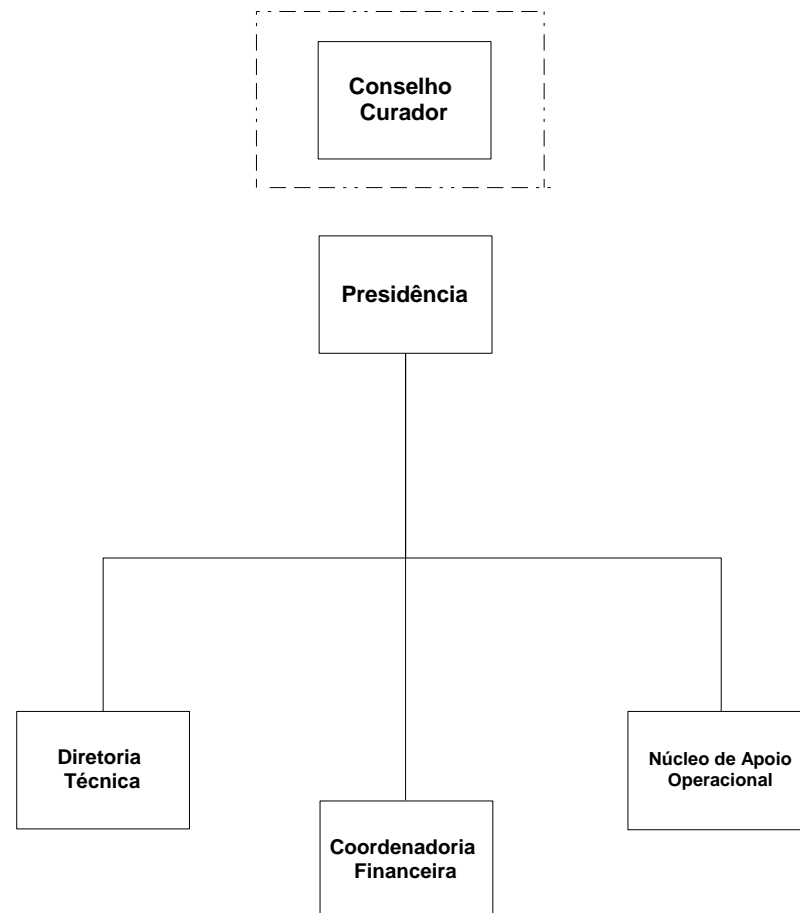 Conselho
Curador
Presidência
Diretoria
Técnica
Núcleo de Apoio
Operacional
Coordenadoria
Financeira